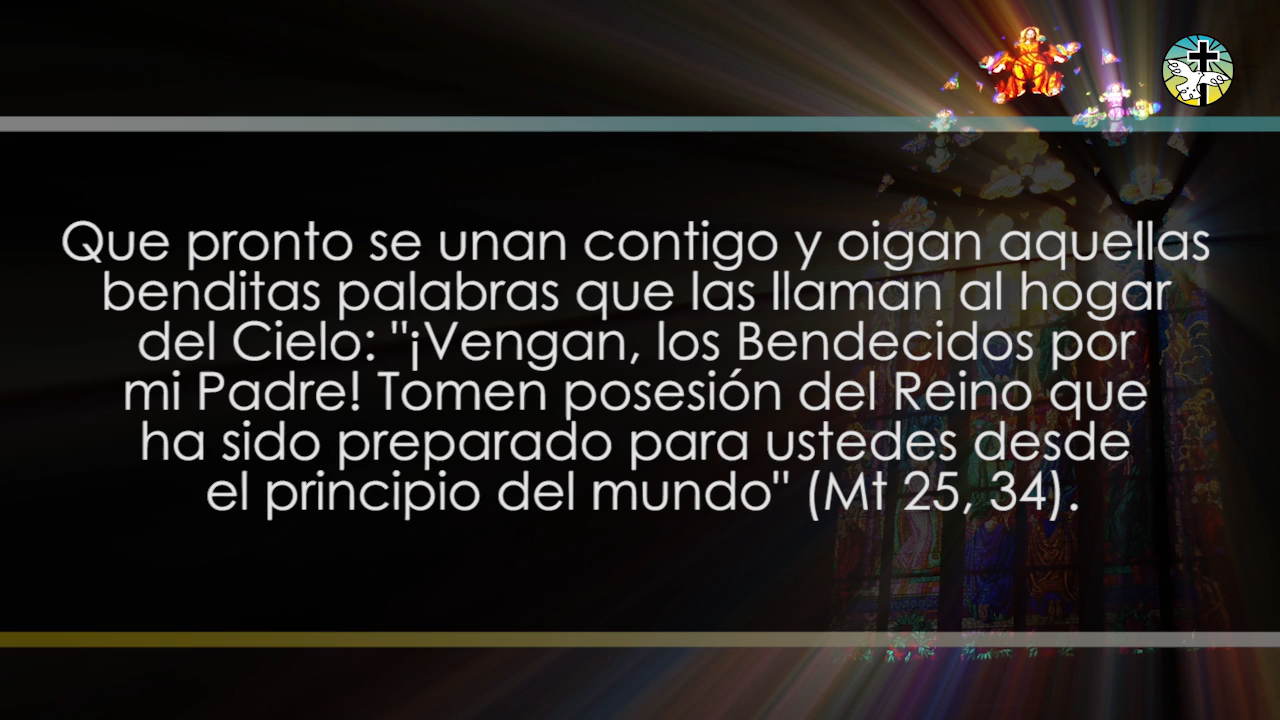 Que pronto se unan contigo y oigan aquellas
benditas palabras que las llaman al hogar
del Cielo: "¡Vengan, los Bendecidos por
mi Padre! Tomen posesión del Reino que
ha sido preparado para ustedes desde
el principio del mundo" (Mt 25, 34).